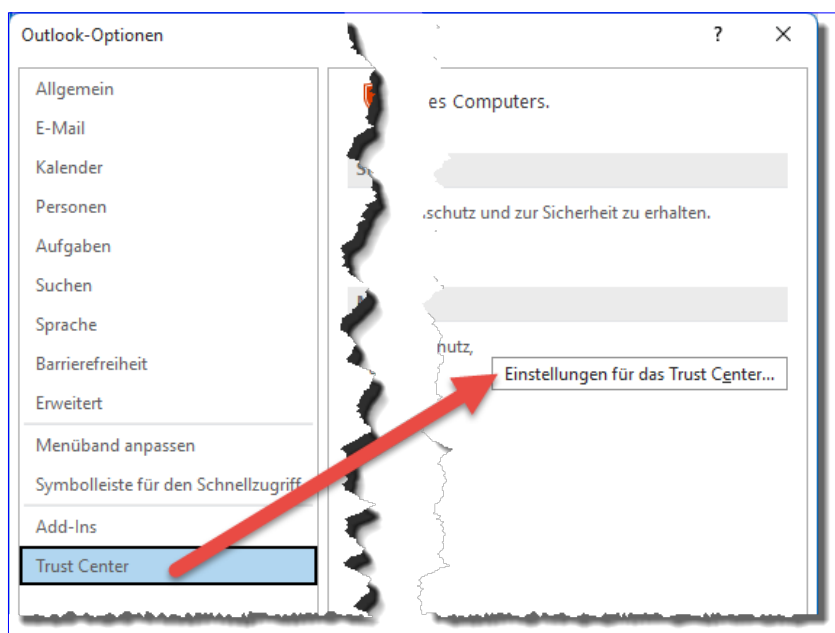 Outlook-Optionen
?
Allgemein
E-Mail
Kalender
Personen
Aufgaben
Suchen
Sprache
Barrierefreiheit
Erweitert
Menüband anpassen
Symbolleiste für den Schnellzugriff
Add-Ins
Trust Center
es Computers.
schutz und zur Sicherheit zu erhalten.
nutz,
Einstellungen für das Trust Center...